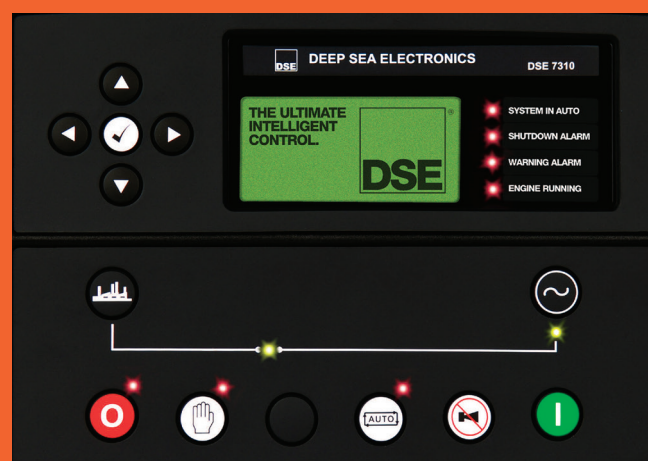 DSE
DEEP SEA ELECTRONICS
DSE 7310
THE ULTIMATE
INTELLIGENT
CONTROL.
DSE
®
SYSTEM IN AUTO
SHUTDOWN ALARM
WARNING ALARM
ENGINE RUNNING
O
AUTO
I